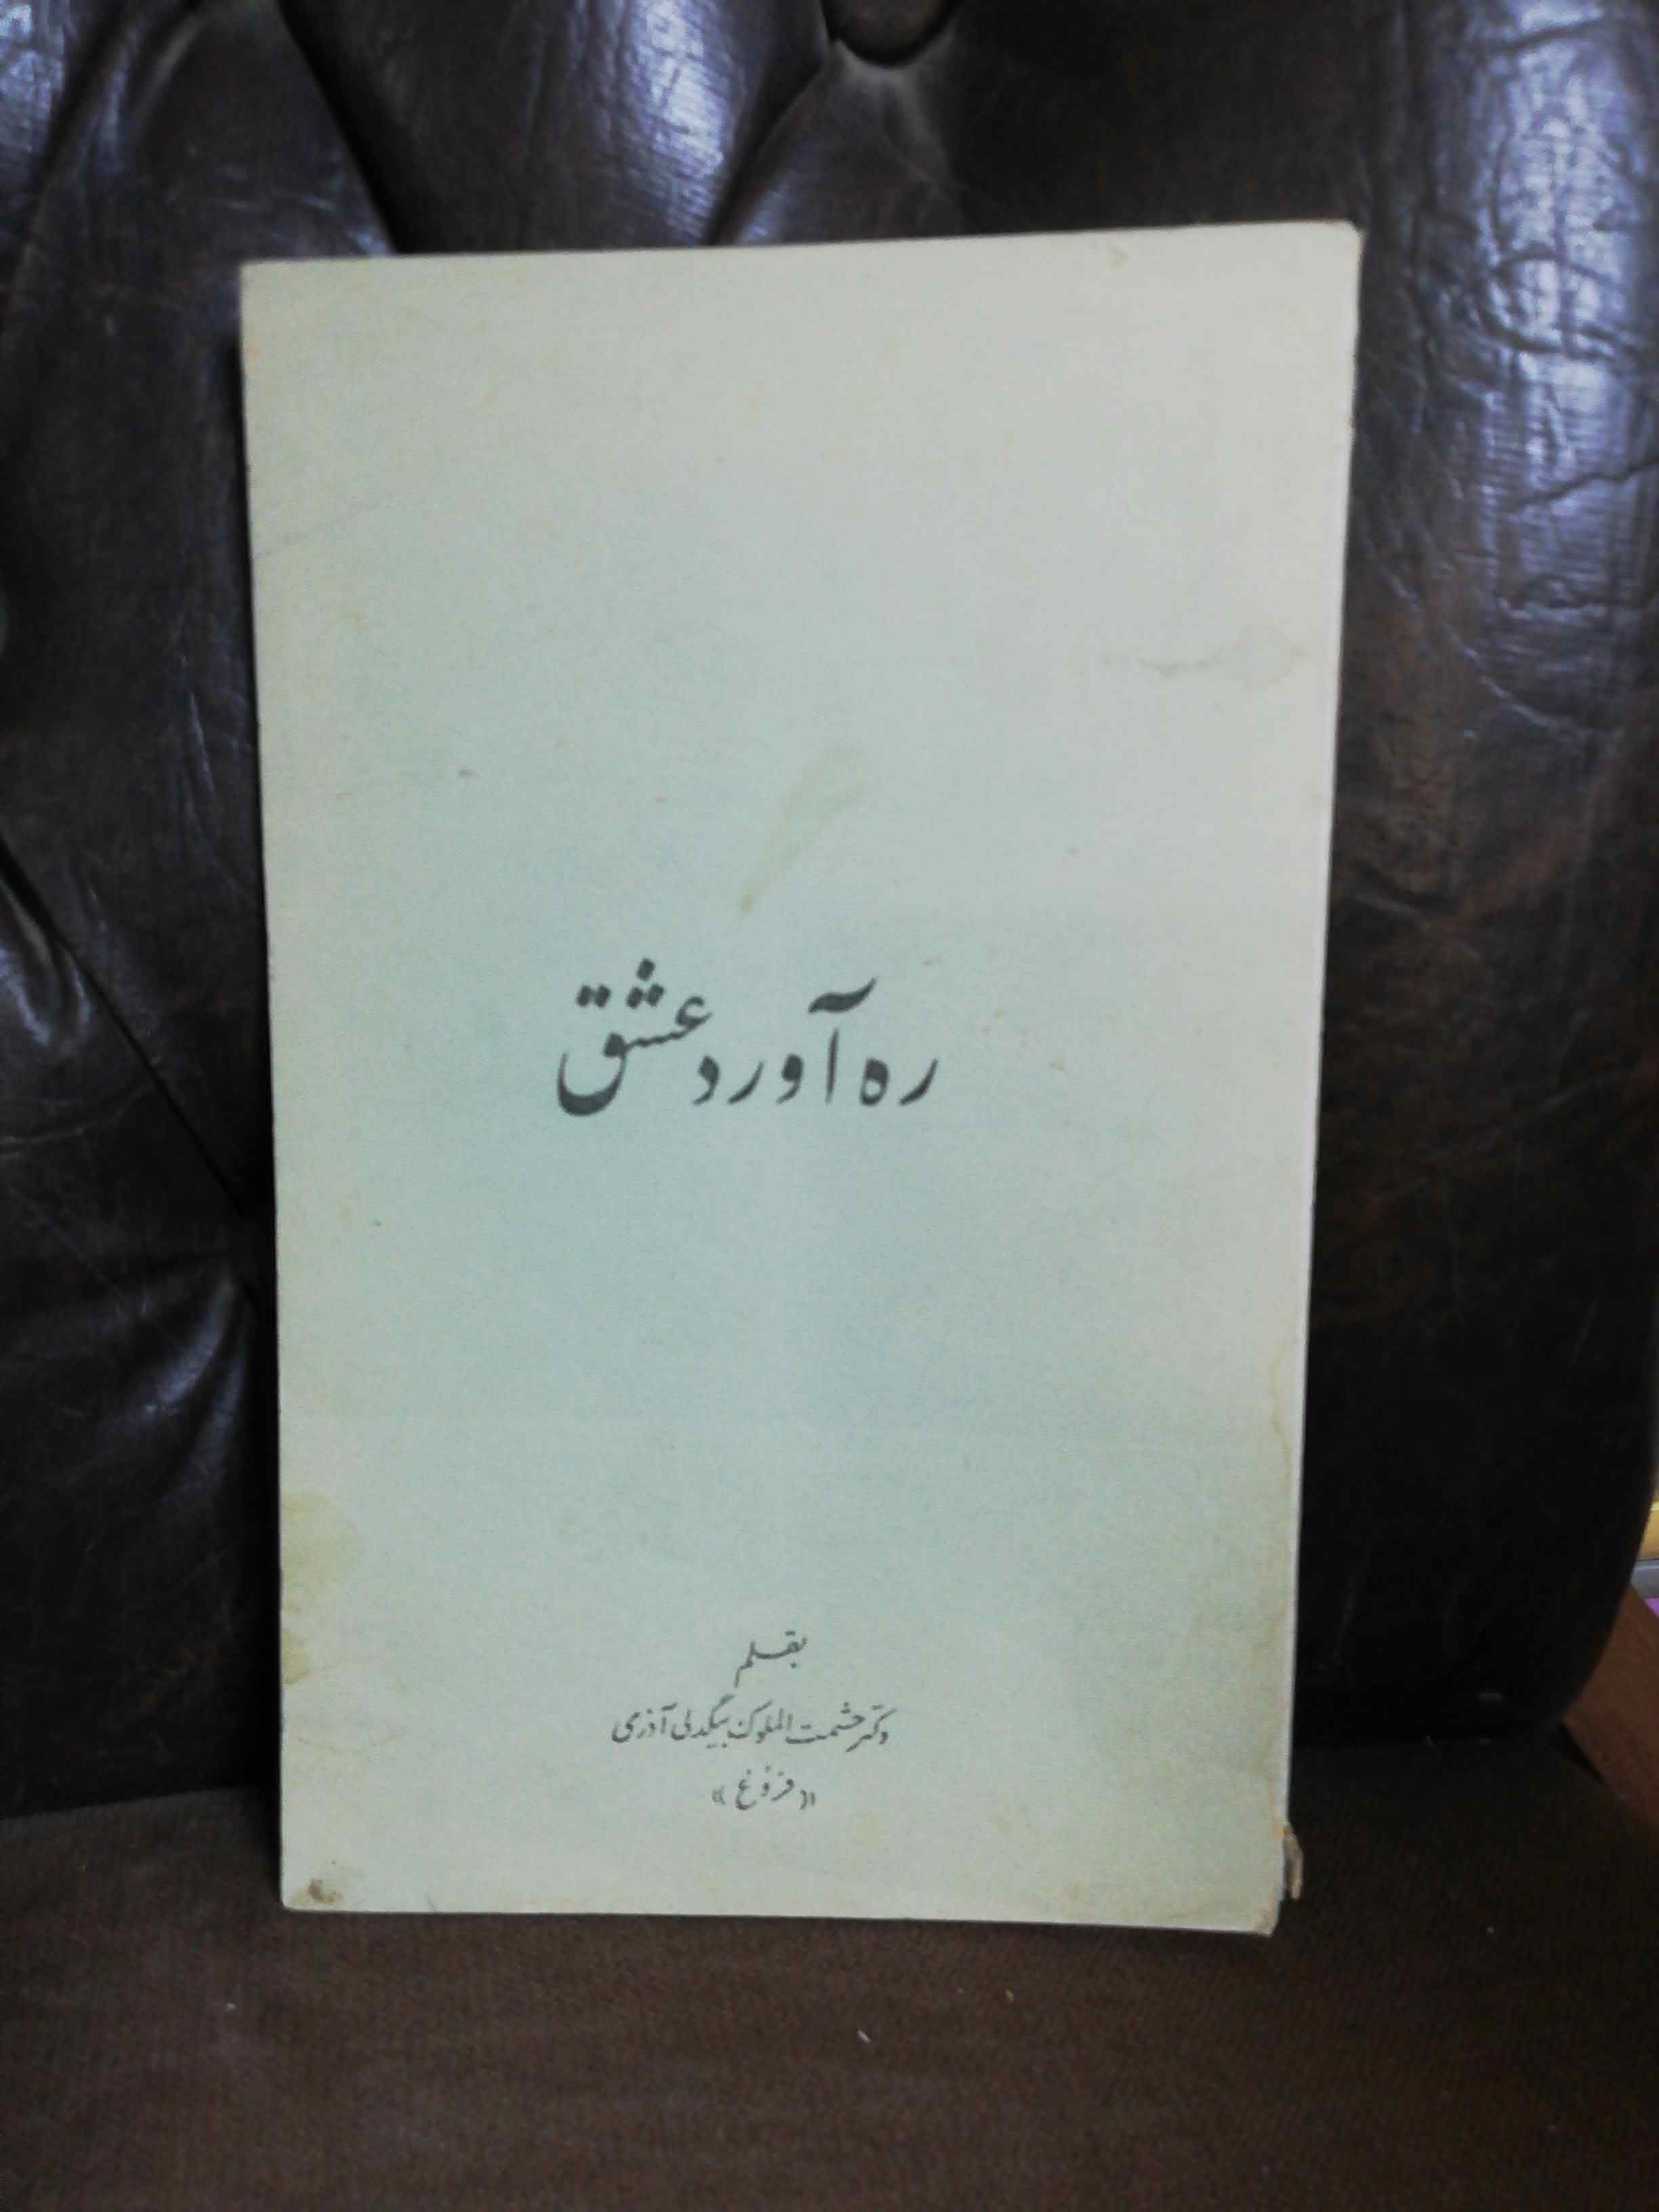 ره آورد عشق
بقلم
دکتر حشمت الملوک بیگدلی آذری
«فروغ»